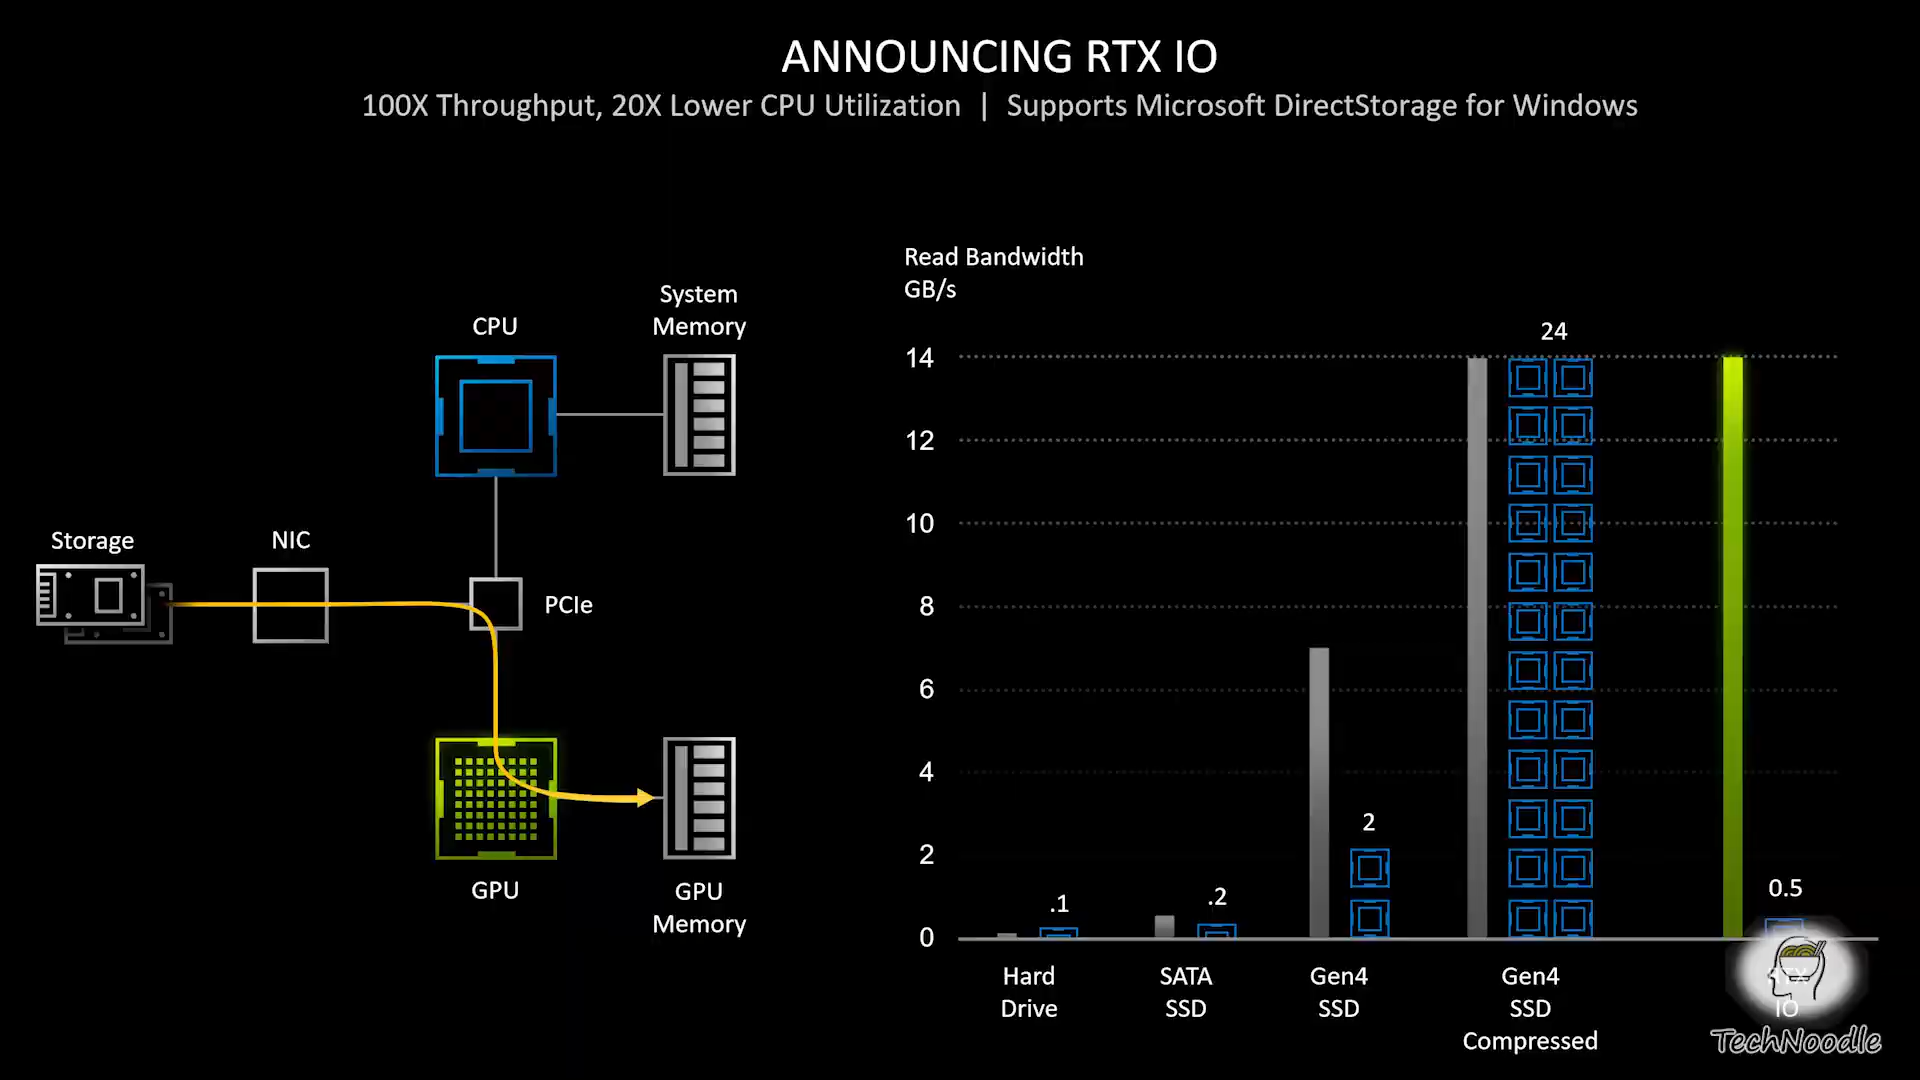 ANNOUNCING RTX IO
100X Throughput, 20X Lower CPU Utilization | Supports Microsoft DirectStorage for Windows
System
Memory
CPU
Storage
NIC
PCIe
GPU
GPU
Memory
Read Bandwidth
GB/s
14
12
10
8
6
4
2
0
.1
.2
2
24
0.5
Hard
Drive
SATA
SSD
Gen4
SSD
Gen4
SSD
Compressed
RTX
IO
TechNoodle